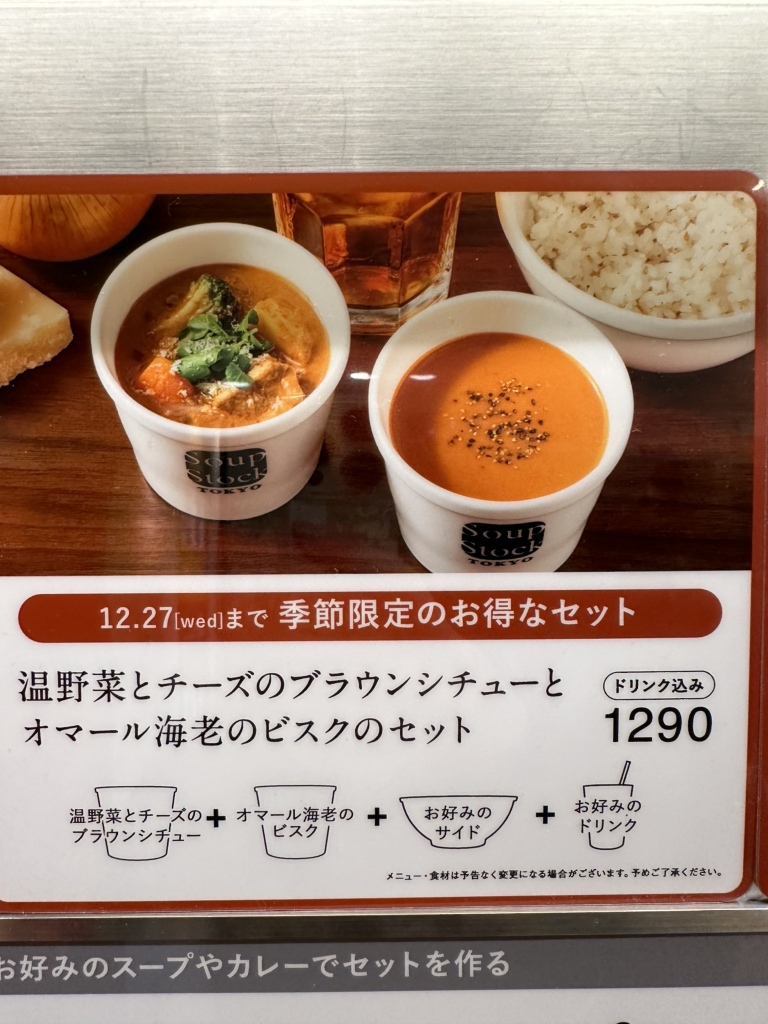 Soup
Stock
TOKYO
Soup
Stock
TOKYO
12.27[wed]まで 季節限定のお得なセット
温野菜とチーズのブラウンシチューと
オマール海老のビスクのセット
ドリンク込み
1290
温野菜とチーズの
ブラウンシチュー
+
オマール海老の
ビスク
+
お好みの
サイド
+
お好みの
ドリンク
メニュー・食材は予告なく変更になる場合がございます。予めご了承ください。
お好みのスープやカレーでセットを作る